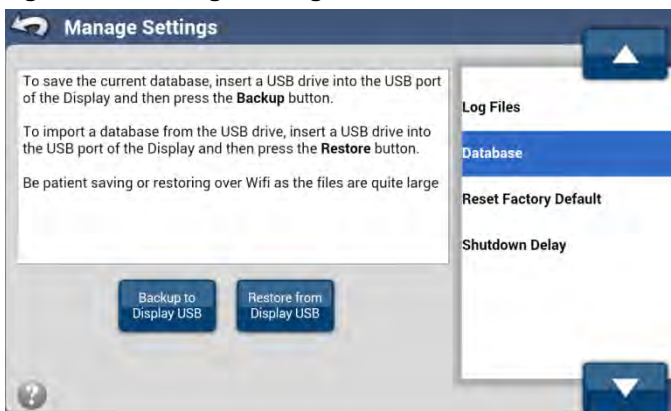 Manage Settings
To save the current database, insert a USB drive into the USB port
of the Display and then press the Backup button.
To import a database from the USB drive, insert a USB drive into
the USB port of the Display and then press the Restore button.
Be patient saving or restoring over Wifi as the files are quite large
Backup to
Display USB
Restore from
Display USB
Log Files
Database
Reset Factory Default
Shutdown Delay
?